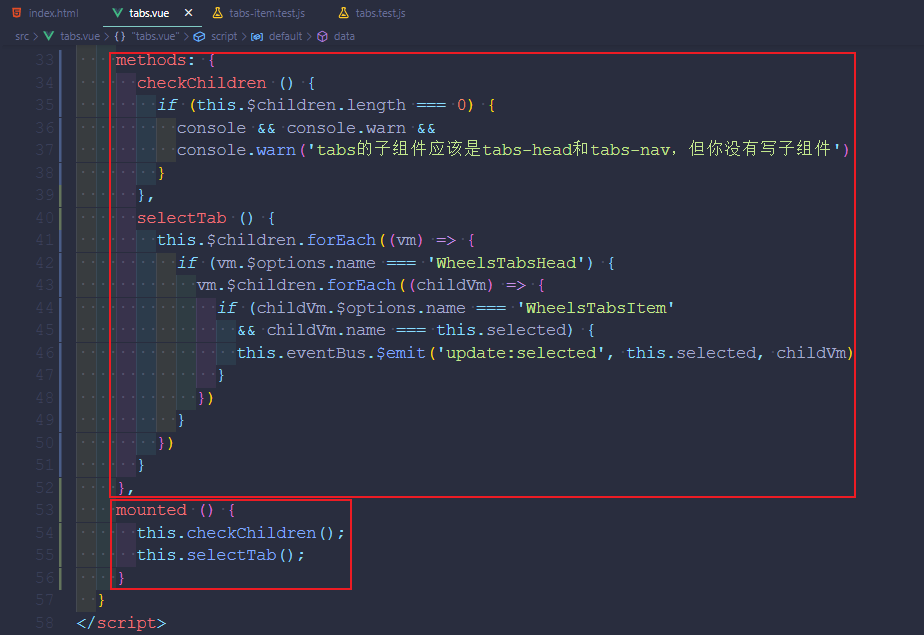 index.html tabs.vue × tabs-item.test.js tabs.test.js
src > tabs.vue > {} "tabs.vue" > script > default > data
33 methods: {
34 checkChildren () {
35 if (this.$children.length === 0) {
36 console && console.warn &&
37 console.warn('tabs的子组件应该是tabs-head和tabs-nav，但你没有写子组件')
38 }
39 },
40 selectTab () {
41 this.$children.forEach((vm) => {
42 if (vm.$options.name === 'WheelsTabsHead') {
43 vm.$children.forEach((childVm) => {
44 if (childVm.$options.name === 'WheelsTabsItem'
45 && childVm.name === this.selected) {
46 this.eventBus.$emit('update:selected', this.selected, childVm)
47 }
48 })
49 }
50 })
51 }
52 },
53 mounted () {
54 this.checkChildren();
55 this.selectTab();
56 }
57 }
58 </script>